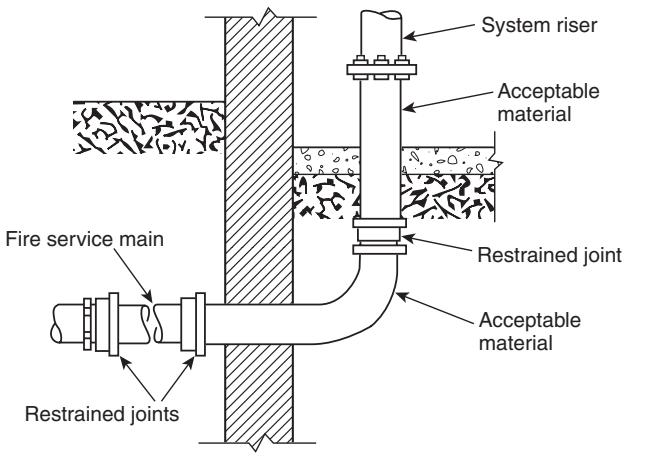 System riser
Acceptable
material
Fire service main
Restrained joint
Acceptable
material
Restrained joints